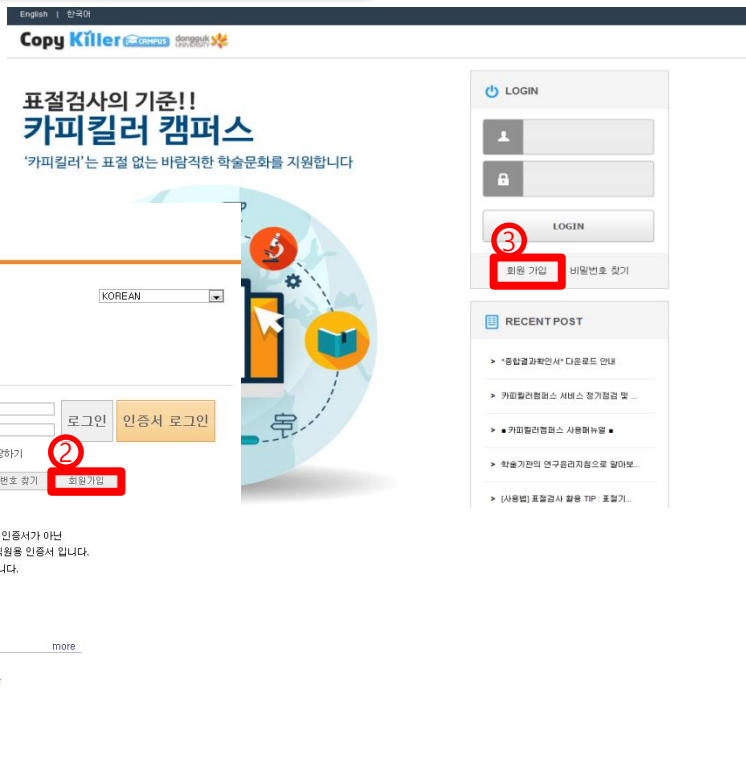 English | 한국어
Copy Killer CAMPUS dongguk UNIVERSITY
표절검사의 기준!!
카피킬러 캠퍼스
'카피킬러'는 표절 없는 바람직한 학술문화를 지원합니다
LOGIN
LOGIN
③
회원 가입 비밀번호 찾기
RECENT POST
> "종합결과확인서" 다운로드 안내
> 카피킬러캠퍼스 서비스 정기점검 및 ...
> ■ 카피킬러캠퍼스 사용메뉴얼 ■
> 학술기관의 연구윤리지침으로 알아보...
> [사용법] 표절검사 활용 TIP : 표절기...
KOREAN
로그인 인증서 로그인
장하기
②
번호 찾기 회원가입
인증서가 아닌
직원용 인증서 입니다.
니다.
more